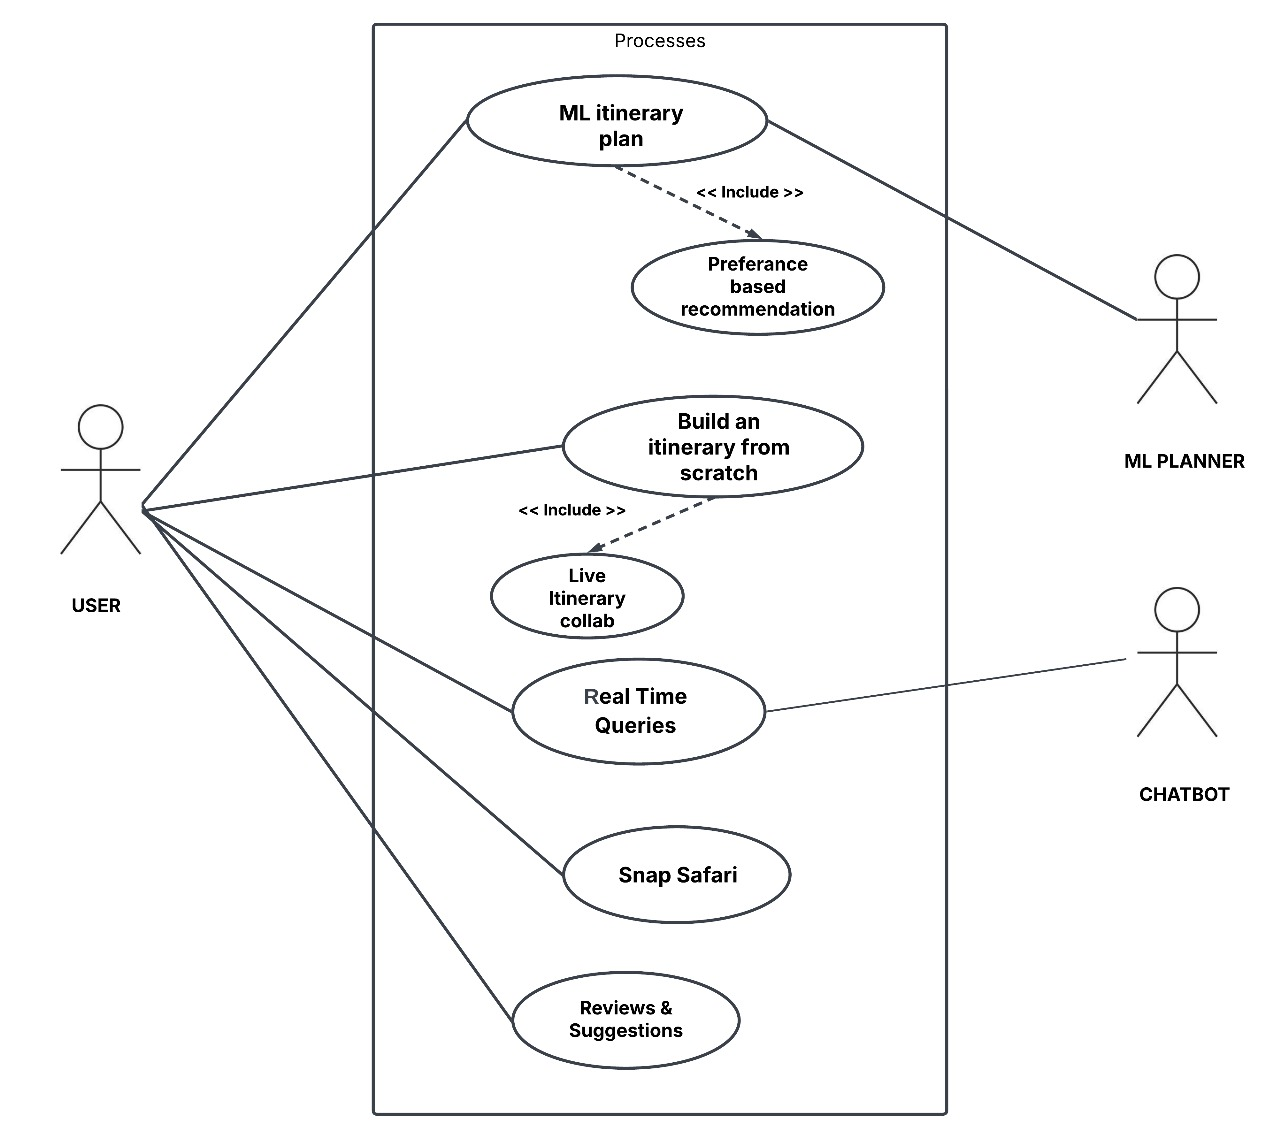 Processes
ML itinerary
plan
<< Include >>
Preferance
based
recommendation
Build an
itinerary from
scratch
ML PLANNER
<< Include >>
Live
Itinerary
collab
USER
Real Time
Queries
CHATBOT
Snap Safari
Reviews &
Suggestions